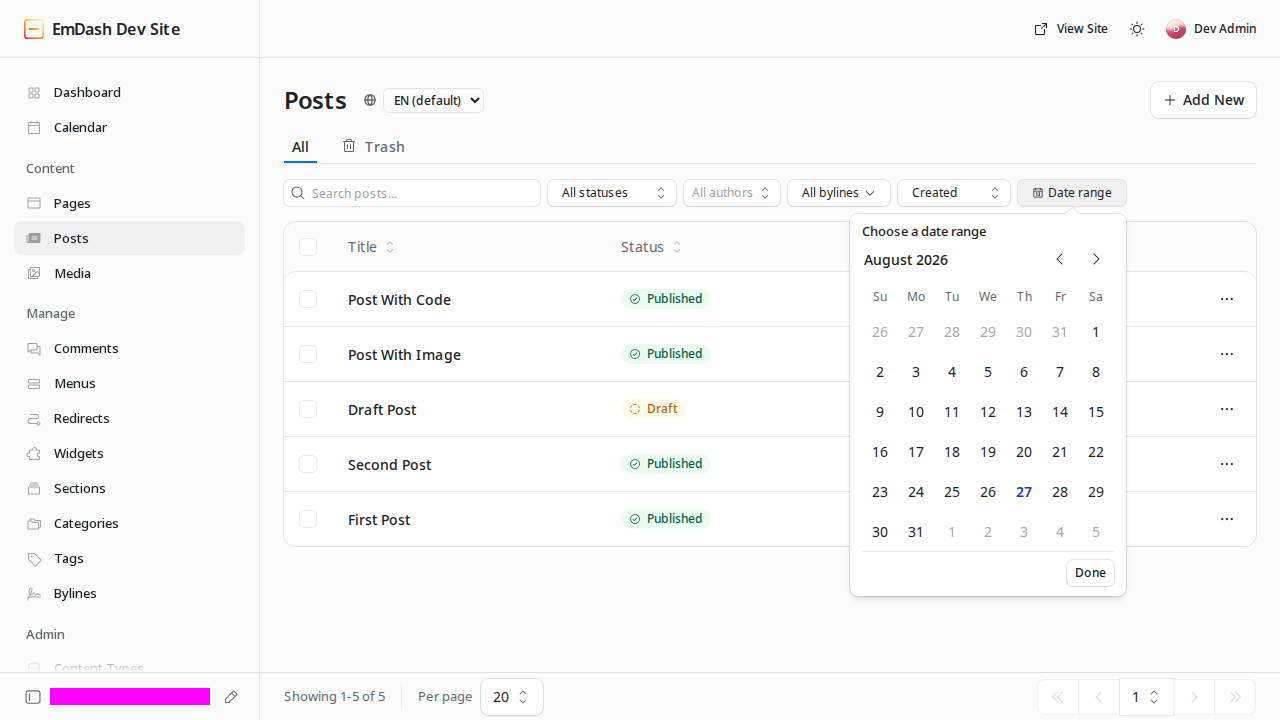 EmDash Dev Site
View Site
D
Dev Admin
Dashboard
Calendar
Content
Pages
Posts
Media
Manage
Comments
Menus
Redirects
Widgets
Sections
Categories
Tags
Bylines
Admin
Content Types
Posts
EN (default)
Add New
All
Trash
Search posts...
All statuses
All authors
All bylines
Created
Date range
Title
Status
Post With Code
Published
Post With Image
Published
Draft Post
Draft
Second Post
Published
First Post
Published
Choose a date range
August 2026
Su Mo Tu We Th Fr Sa
26 27 28 29 30 31 1
2 3 4 5 6 7 8
9 10 11 12 13 14 15
16 17 18 19 20 21 22
23 24 25 26 27 28 29
30 31 1 2 3 4 5
Done
Showing 1-5 of 5
Per page
20
1